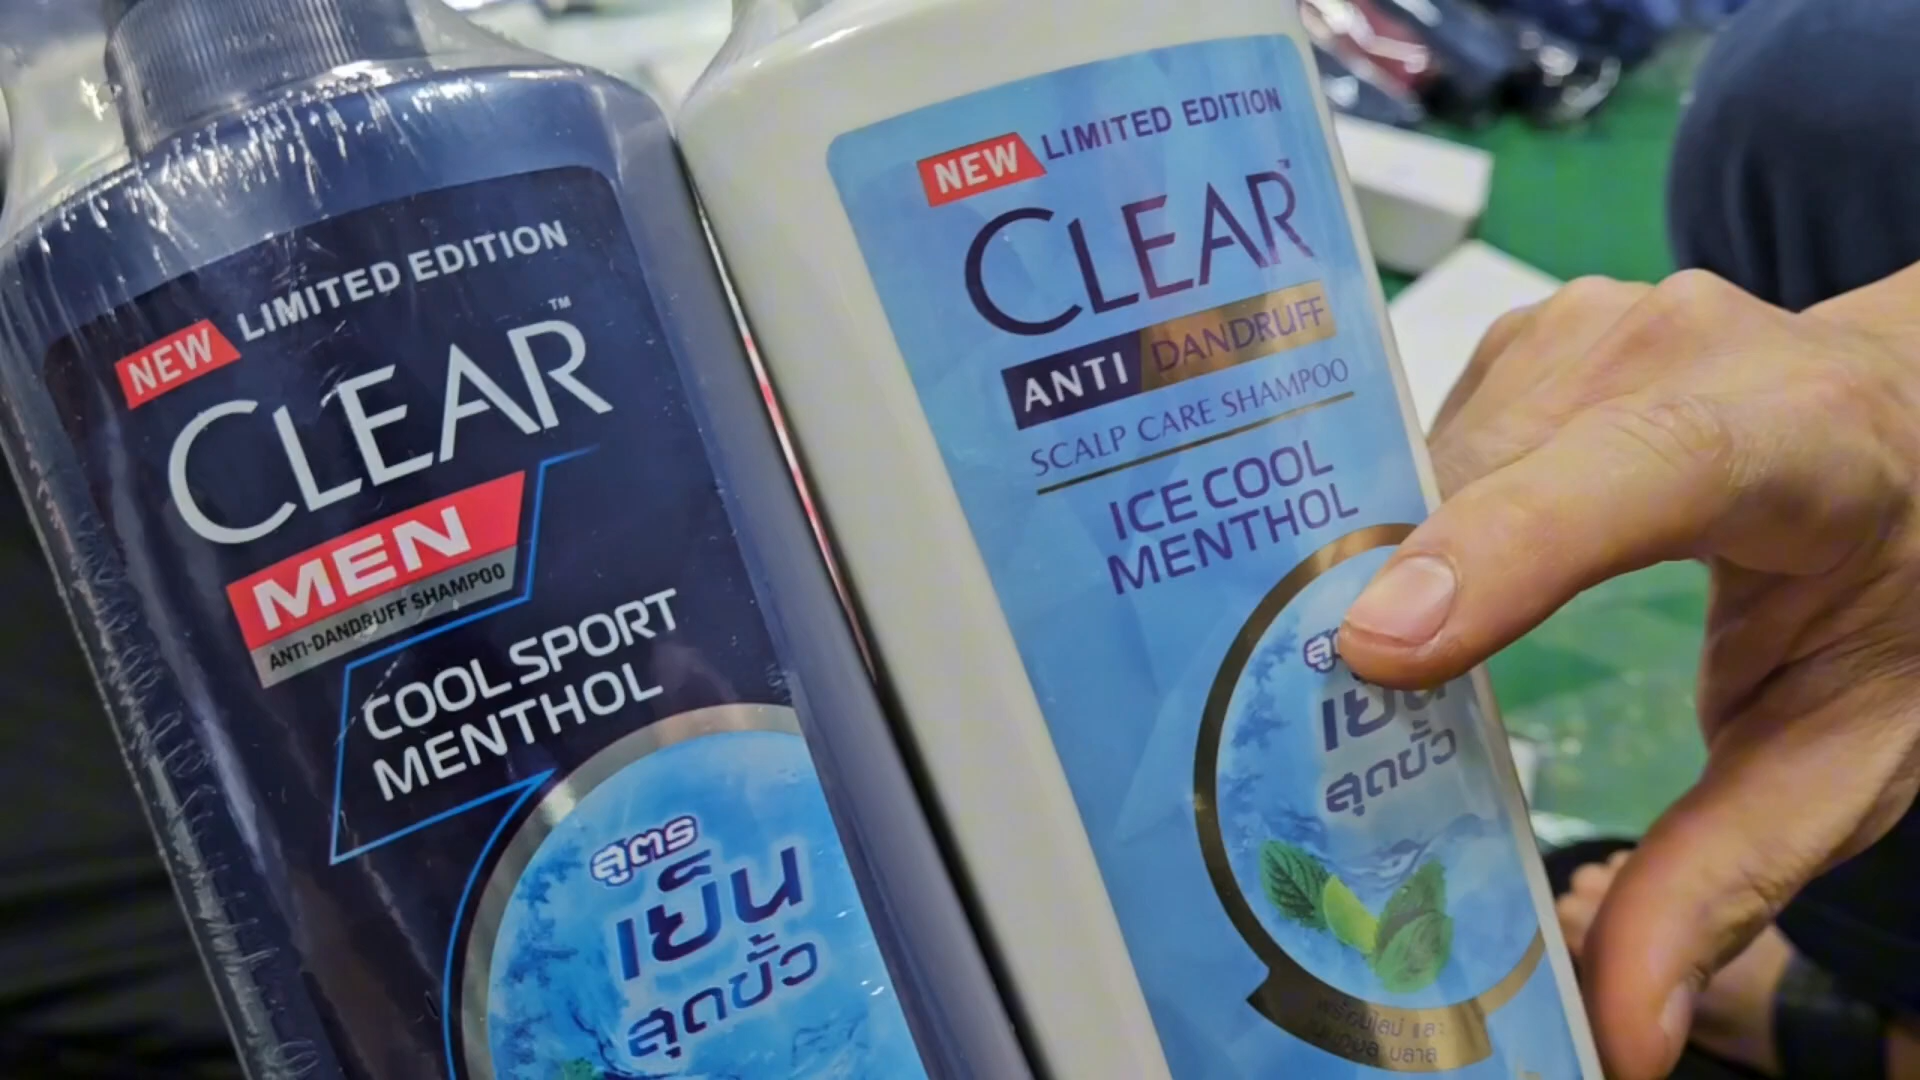 NEW LIMITED EDITION
CLEAR™
MEN
ANTI-DANDRUFF SHAMPOO
COOL SPORT
MENTHOL
สูตร
เย็น
สุดขั้ว
NEW LIMITED EDITION
CLEAR™
ANTI DANDRUFF
SCALP CARE SHAMPOO
ICE COOL
MENTHOL
เย็น
สุดขั้ว